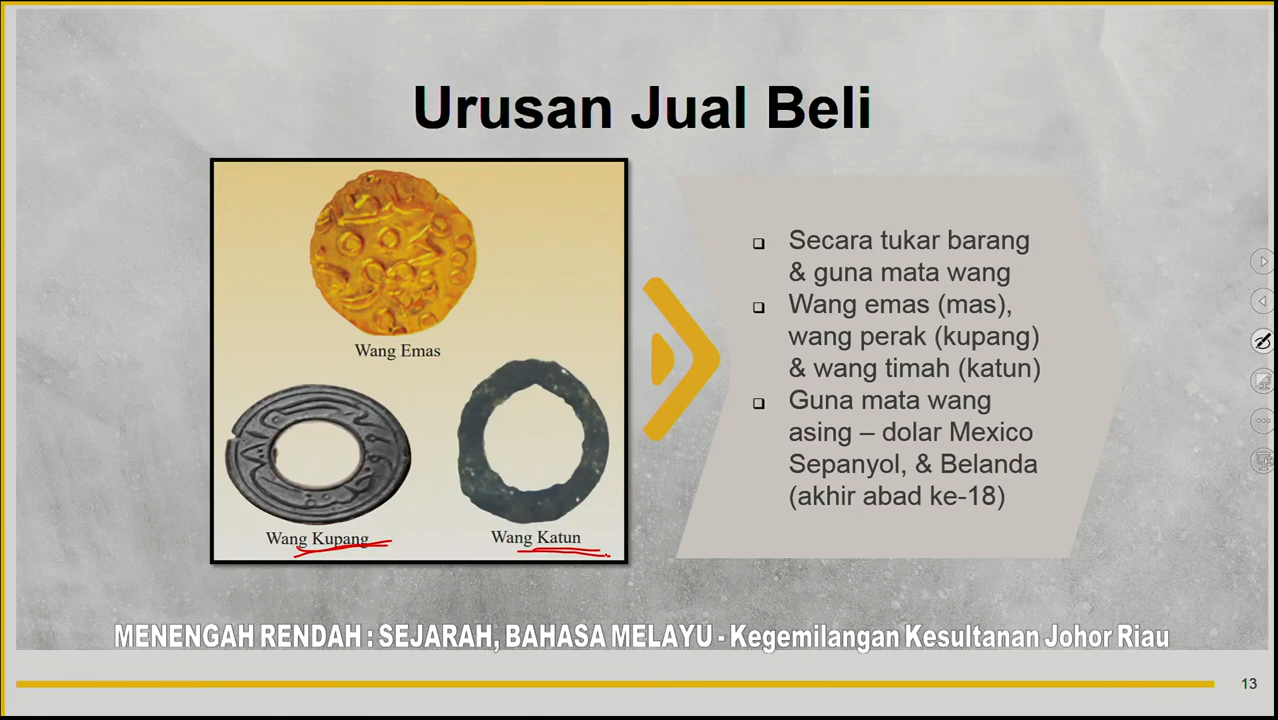 Urusan Jual Beli
Wang Emas
Wang Kupang
Wang Katun
❑ Secara tukar barang
& guna mata wang
❑ Wang emas (mas),
wang perak (kupang)
& wang timah (katun)
❑ Guna mata wang
asing – dolar Mexico
Sepanyol, & Belanda
(akhir abad ke-18)
MENENGAH RENDAH : SEJARAH, BAHASA MELAYU - Kegemilangan Kesultanan Johor Riau
13